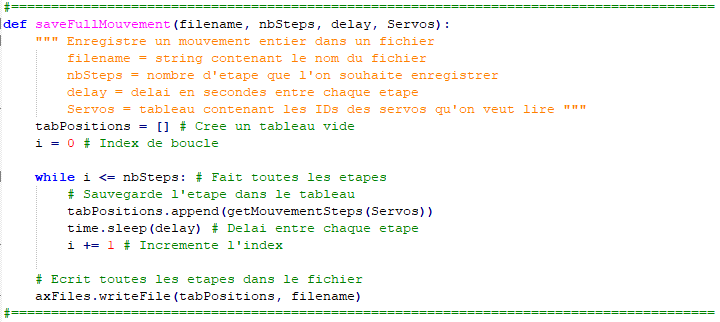 #========================================================================================
def saveFullMouvement(filename, nbSteps, delay, Servos):
    """ Enregistre un mouvement entier dans un fichier
        filename = string contenant le nom du fichier
        nbSteps = nombre d'etape que l'on souhaite enregistrer
        delay = delai en secondes entre chaque etape
        Servos = tableau contenant les IDs des servos qu'on veut lire """
    tabPositions = [] # Cree un tableau vide
    i = 0 # Index de boucle

    while i <= nbSteps: # Fait toutes les etapes
        # Sauvegarde l'etape dans le tableau
        tabPositions.append(getMouvementSteps(Servos))
        time.sleep(delay) # Delai entre chaque etape
        i += 1 # Incremente l'index

    # Ecrit toutes les etapes dans le fichier
    axFiles.writeFile(tabPositions, filename)
#========================================================================================